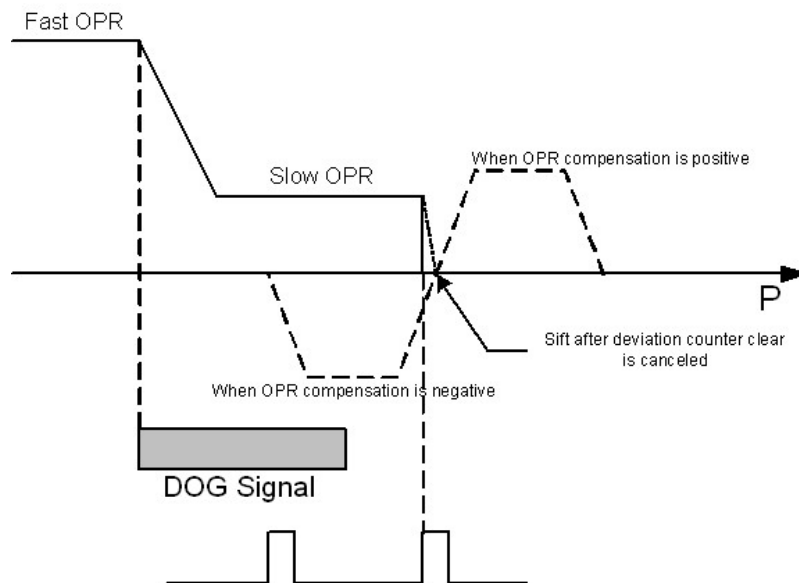 Fast OPR
When OPR compensation is positive
Slow OPR
P
Sift after deviation counter clear
is canceled
When OPR compensation is negative
DOG Signal